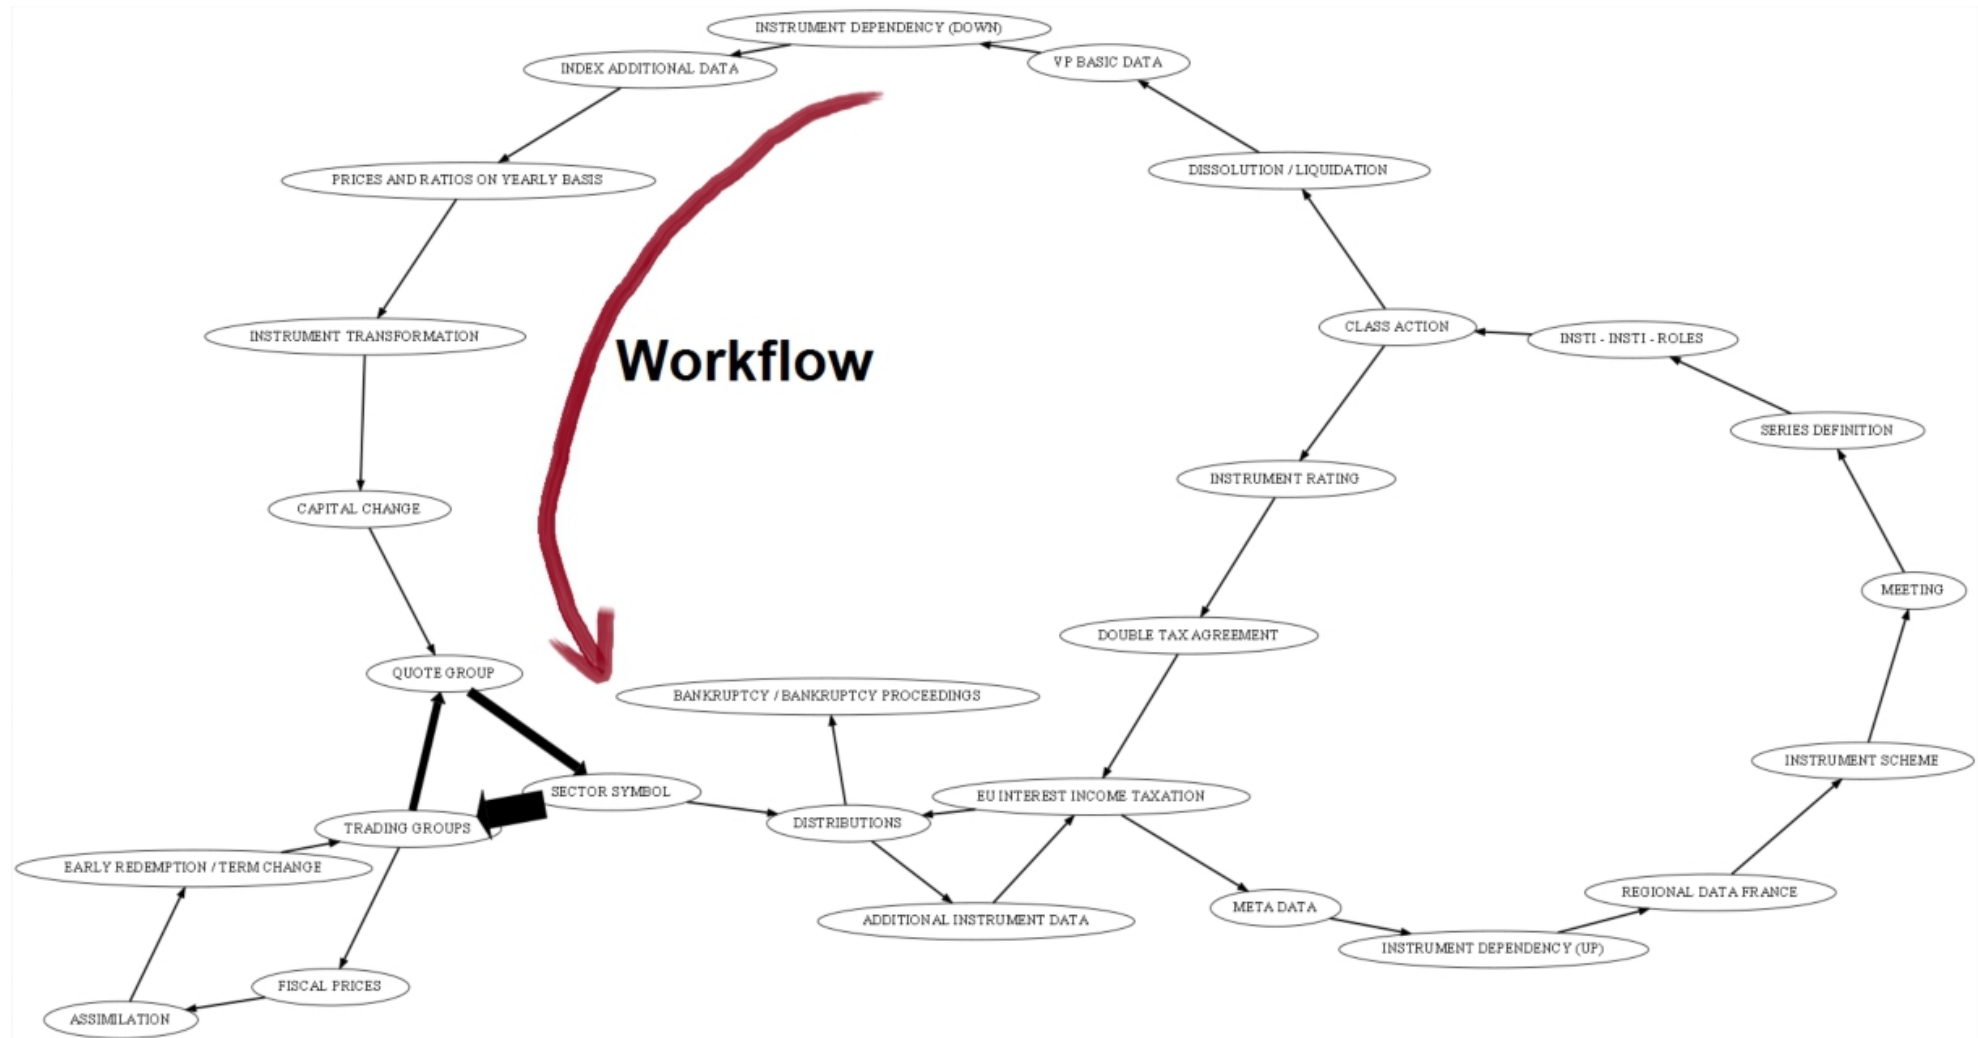 INSTRUMENT DEPENDENCY (DOWN)
VP BASIC DATA
INDEX ADDITIONAL DATA
DISSOLUTION / LIQUIDATION
PRICES AND RATIOS ON YEARLY BASIS
CLASS ACTION
INSTI - INSTI - ROLES
INSTRUMENT TRANSFORMATION
Workflow
SERIES DEFINITION
INSTRUMENT RATING
CAPITAL CHANGE
MEETING
DOUBLE TAX AGREEMENT
QUOTE GROUP
BANKRUPTCY / BANKRUPTCY PROCEEDINGS
INSTRUMENT SCHEME
SECTOR SYMBOL
EU INTEREST INCOME TAXATION
DISTRIBUTIONS
TRADING GROUPS
EARLY REDEMPTION / TERM CHANGE
REGIONAL DATA FRANCE
META DATA
ADDITIONAL INSTRUMENT DATA
INSTRUMENT DEPENDENCY (UP)
FISCAL PRICES
ASSIMILATION